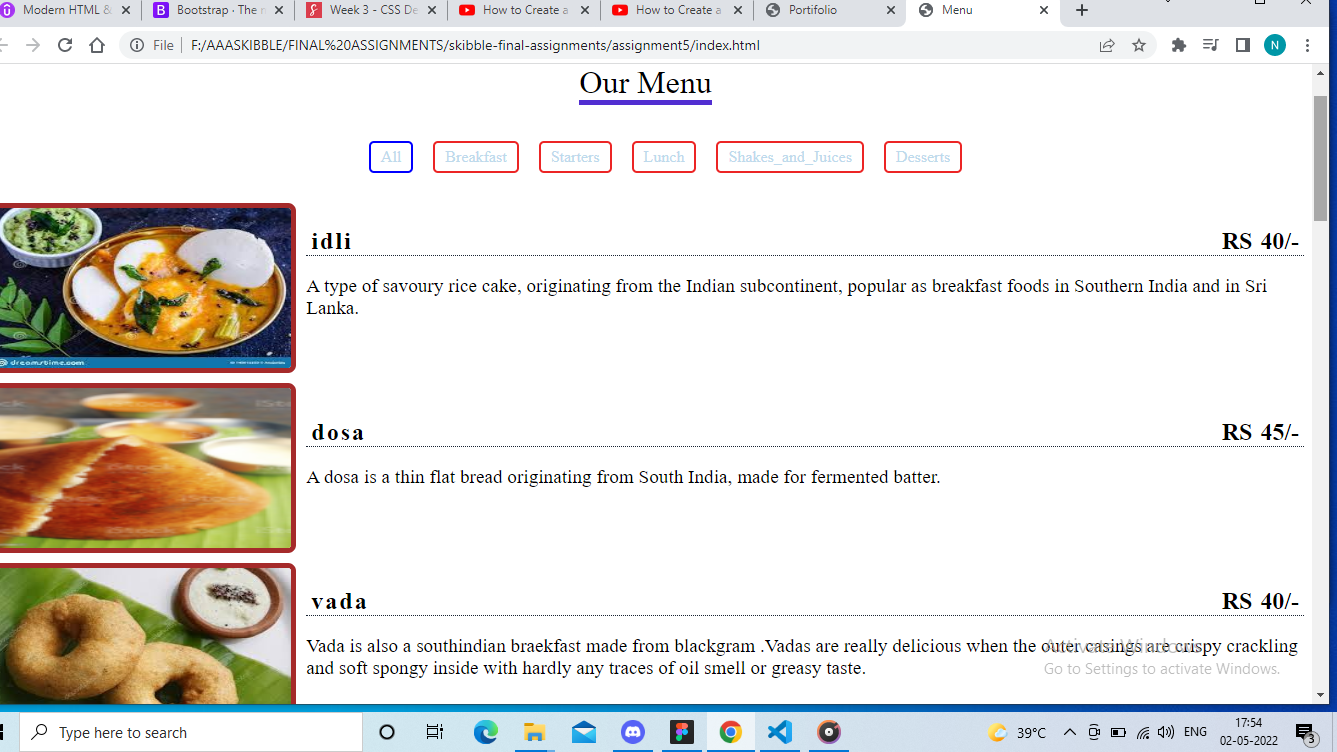 Modern HTML &
Bootstrap · The n
Week 3 - CSS De
How to Create a
How to Create a
Portifolio
Menu
File | F:/AAASKIBBLE/FINAL%20ASSIGNMENTS/skibble-final-assignments/assignment5/index.html
N
Our Menu
All Breakfast Starters Lunch Shakes_and_Juices Desserts
idli RS 40/-
A type of savoury rice cake, originating from the Indian subcontinent, popular as breakfast foods in Southern India and in Sri
Lanka.
dreamstime.com
dosa RS 45/-
A dosa is a thin flat bread originating from South India, made for fermented batter.
iStock
vada RS 40/-
Vada is also a southindian braekfast made from blackgram .Vadas are really delicious when the outer casings are crispy crackling
and soft spongy inside with hardly any traces of oil smell or greasy taste.
Activate Windows
Go to Settings to activate Windows.
Type here to search
39°C
ENG
17:54
02-05-2022
3